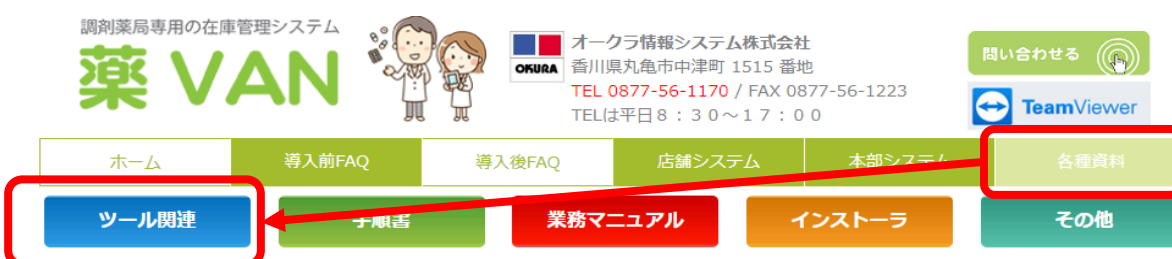 調剤薬局専用の在庫管理システム
薬 VAN
OKURA
オークラ情報システム株式会社
香川県丸亀市中津町 1515 番地
TEL 0877-56-1170 / FAX 0877-56-1223
TELは平日8：30～17：00
問い合わせる
TeamViewer
ホーム
導入前FAQ
導入後FAQ
店舗システム
本部システム
各種資料
ツール関連
手順書
業務マニュアル
インストーラ
その他